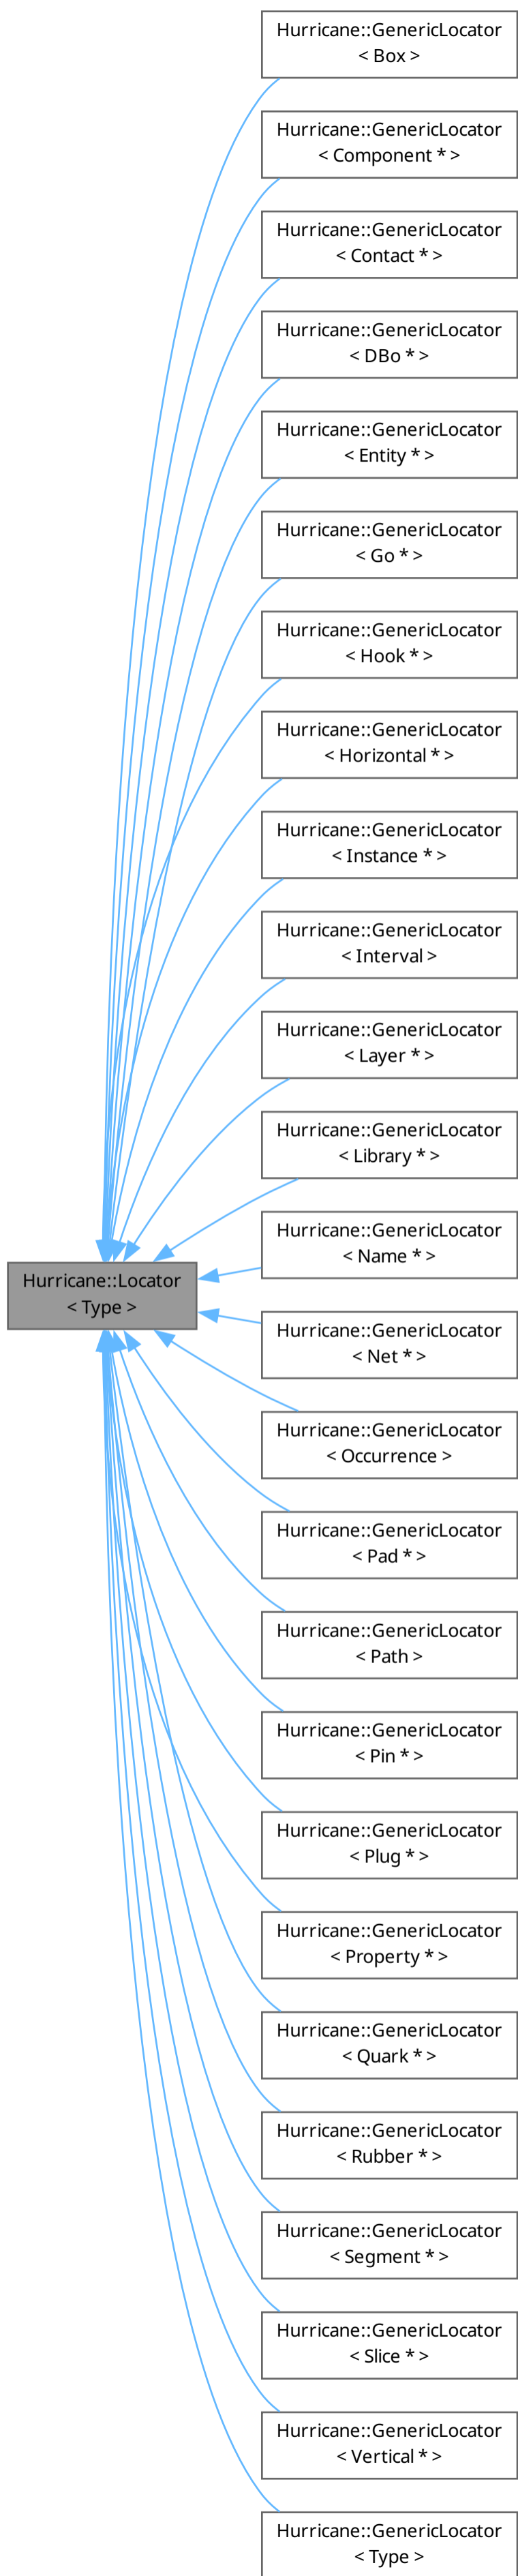 Hurricane::GenericLocator
< Box >
Hurricane::GenericLocator
< Component * >
Hurricane::GenericLocator
< Contact * >
Hurricane::GenericLocator
< DBo * >
Hurricane::GenericLocator
< Entity * >
Hurricane::GenericLocator
< Go * >
Hurricane::GenericLocator
< Hook * >
Hurricane::GenericLocator
< Horizontal * >
Hurricane::GenericLocator
< Instance * >
Hurricane::GenericLocator
< Interval >
Hurricane::GenericLocator
< Layer * >
Hurricane::GenericLocator
< Library * >
Hurricane::GenericLocator
< Name * >
Hurricane::Locator
< Type >
Hurricane::GenericLocator
< Net * >
Hurricane::GenericLocator
< Occurrence >
Hurricane::GenericLocator
< Pad * >
Hurricane::GenericLocator
< Path >
Hurricane::GenericLocator
< Pin * >
Hurricane::GenericLocator
< Plug * >
Hurricane::GenericLocator
< Property * >
Hurricane::GenericLocator
< Quark * >
Hurricane::GenericLocator
< Rubber * >
Hurricane::GenericLocator
< Segment * >
Hurricane::GenericLocator
< Slice * >
Hurricane::GenericLocator
< Vertical * >
Hurricane::GenericLocator
< Type >